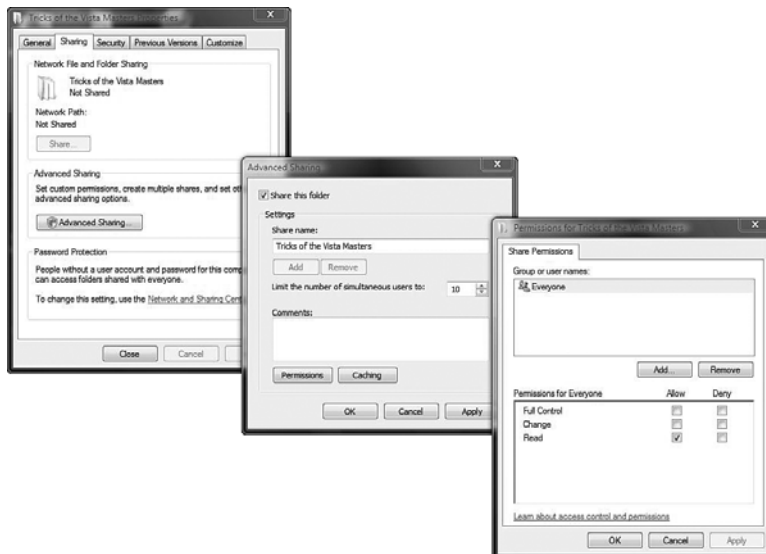 Tricks of the Vista Masters Properties
X
General
Sharing
Security
Previous Versions
Customize
Network File and Folder Sharing
Tricks of the Vista Masters
Not Shared
Network Path:
Not Shared
Share...
Advanced Sharing
Set custom permissions, create multiple shares, and set
advanced sharing options.
Advanced Sharing...
Password Protection
People without a user account and password for this
can access folders shared with everyone.
To change this setting, use the Network and Sharing
Close
Cancel
Advanced Sharing
X
Share this folder
Settings
Share name:
Tricks of the Vista Masters
Add
Remove
Limit the number of simultaneous users to:
10
Comments:
Permissions
Caching
OK
Cancel
Apply
Permissions for Tricks of the Vista Masters
X
Share Permissions
Group or user names:
Everyone
Add...
Remove
Permissions for Everyone Allow Deny
Full Control
Change
Read
Learn about access control and permissions
OK
Cancel
Apply